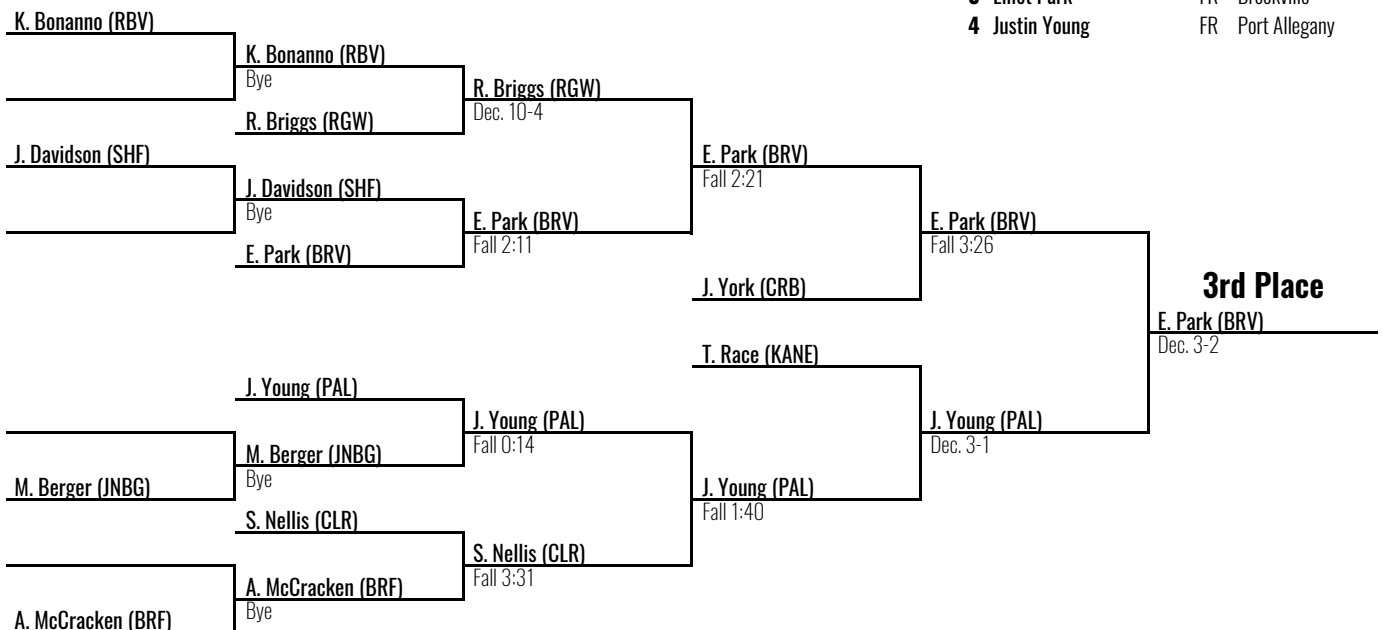 4 Justin Young FR Port Allegany
K. Bonanno (RBV)
K. Bonanno (RBV)
Bye
R. Briggs (RGW)
Dec. 10-4
R. Briggs (RGW)
J. Davidson (SHF)
E. Park (BRV)
Fall 2:21
J. Davidson (SHF)
Bye
E. Park (BRV)
Fall 2:11
E. Park (BRV)
Fall 3:26
E. Park (BRV)
J. York (CRB)
3rd Place
E. Park (BRV)
Dec. 3-2
T. Race (KANE)
J. Young (PAL)
J. Young (PAL)
Fall 0:14
J. Young (PAL)
Dec. 3-1
M. Berger (JNBG)
Bye
M. Berger (JNBG)
J. Young (PAL)
Fall 1:40
S. Nellis (CLR)
S. Nellis (CLR)
Fall 3:31
A. McCracken (BRF)
Bye
A. McCracken (BRF)